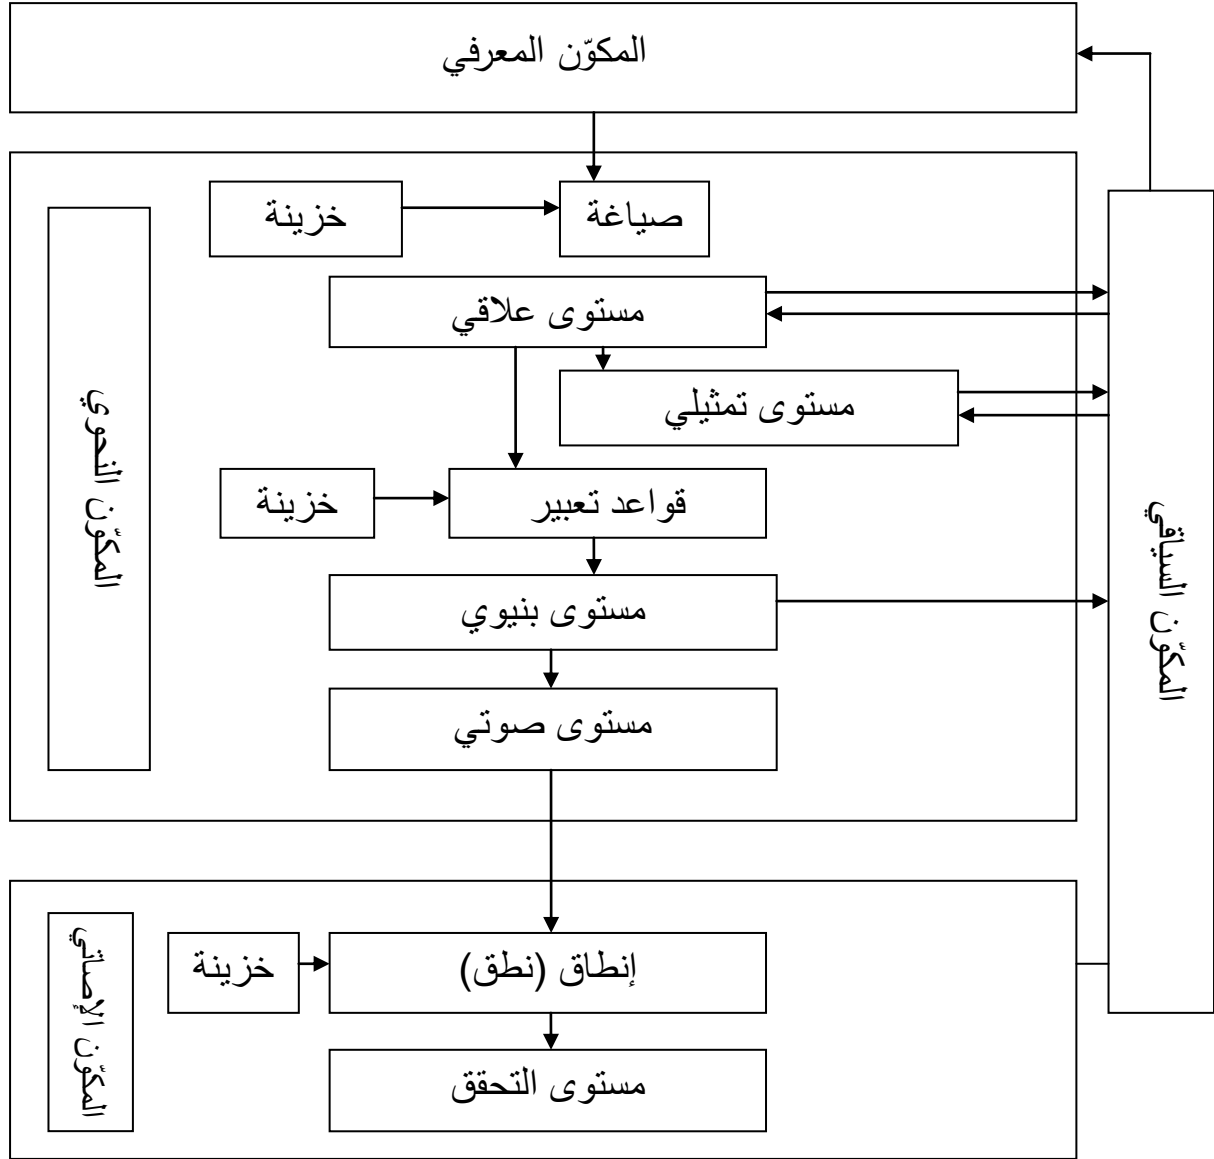 المكوّن المعرفي
صياغة
خزينة
مستوى علاقي
مستوى تمثيلي
قواعد تعبير
خزينة
مستوى بنيوي
مستوى صوتي
المكوّن النحوي
المكوّن السياقي
إنطاق (نطق)
خزينة
مستوى التحقق
المكوّن الإصاتي